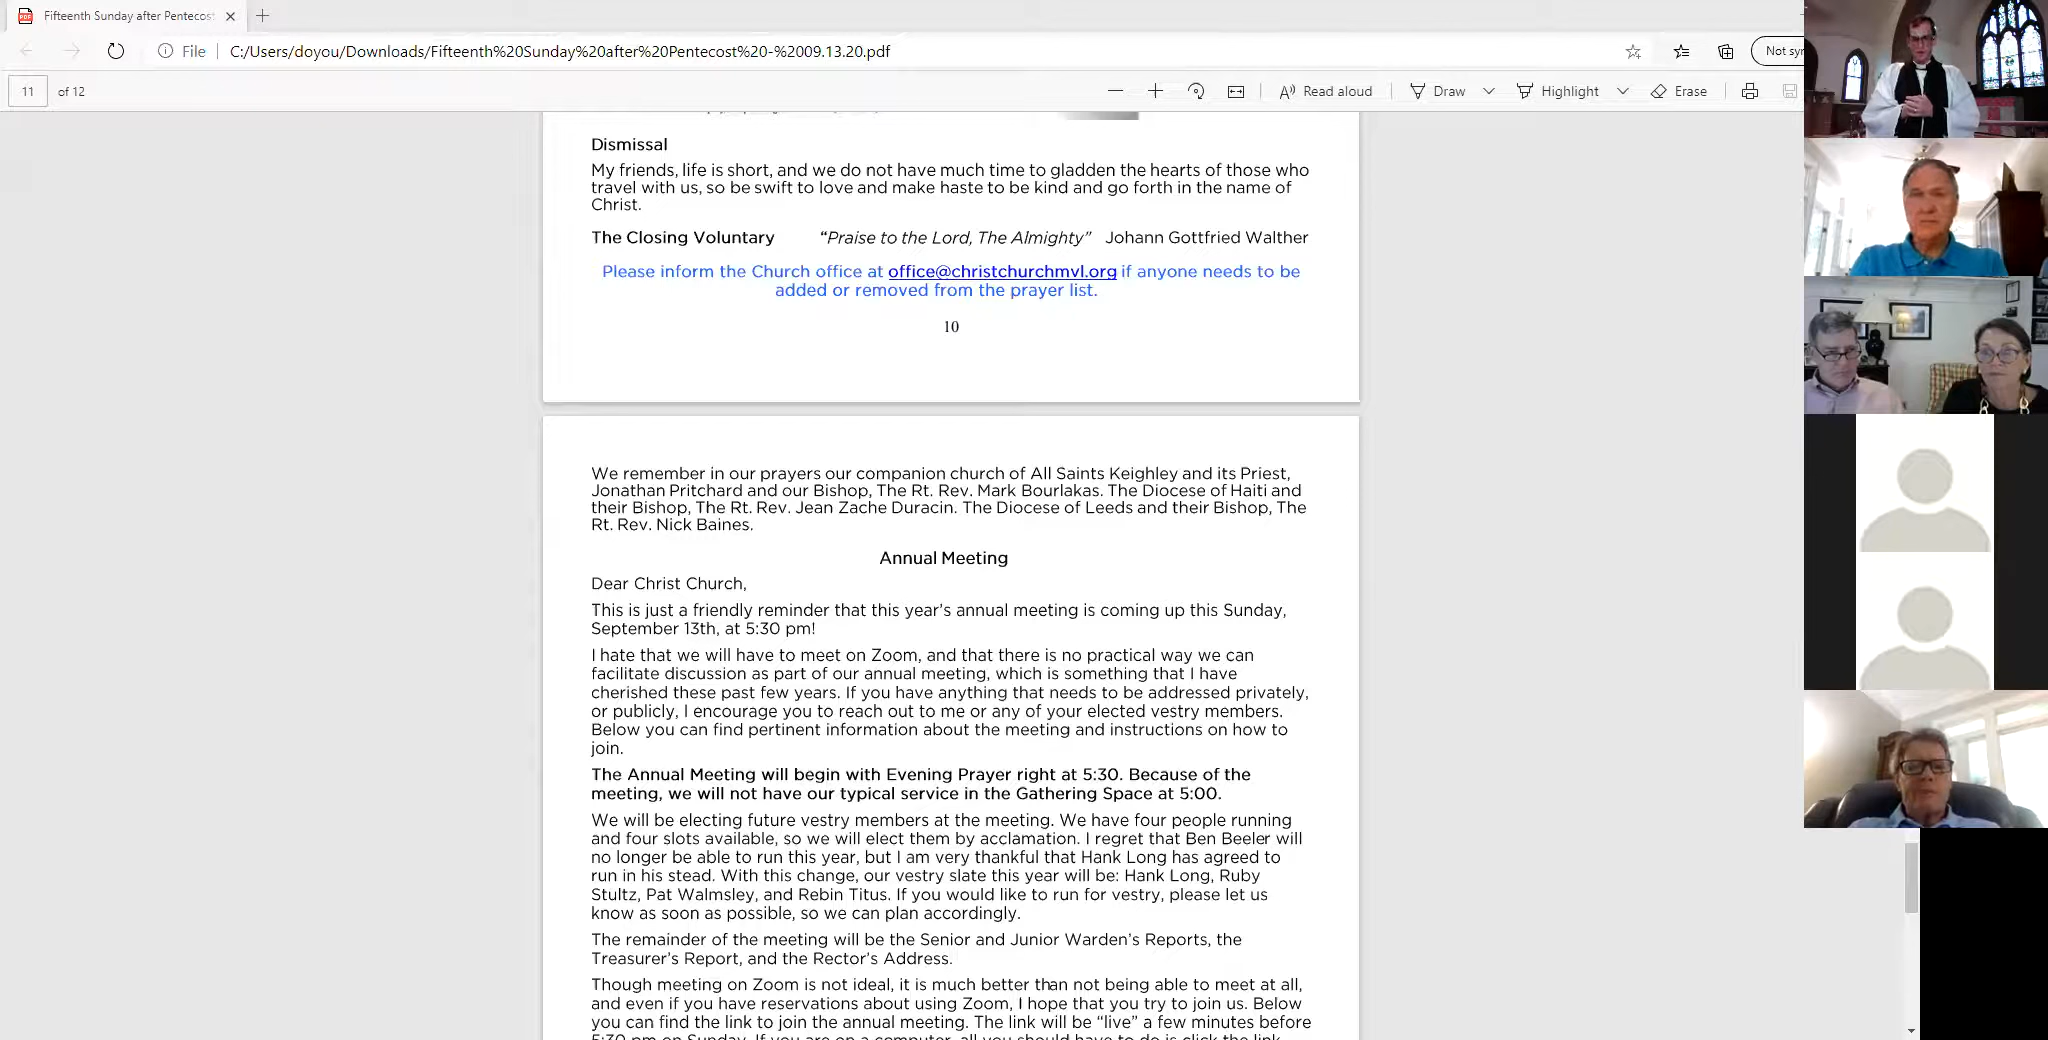 Fifteenth Sunday after Pentecost
File
C:/Users/doyou/Downloads/Fifteenth%20Sunday%20after%20Pentecost%20-%2009.13.20.pdf
Not syn
11 of 12
Read aloud
Draw
Highlight
Erase
Dismissal
My friends, life is short, and we do not have much time to gladden the hearts of those who
travel with us, so be swift to love and make haste to be kind and go forth in the name of
Christ.
The Closing Voluntary “Praise to the Lord, The Almighty” Johann Gottfried Walther
Please inform the Church office at office@christchurchmvl.org if anyone needs to be
added or removed from the prayer list.
10
We remember in our prayers our companion church of All Saints Keighley and its Priest,
Jonathan Pritchard and our Bishop, The Rt. Rev. Mark Bourlakas. The Diocese of Haiti and
their Bishop, The Rt. Rev. Jean Zache Duracin. The Diocese of Leeds and their Bishop, The
Rt. Rev. Nick Baines.
Annual Meeting
Dear Christ Church,
This is just a friendly reminder that this year’s annual meeting is coming up this Sunday,
September 13th, at 5:30 pm!
I hate that we will have to meet on Zoom, and that there is no practical way we can
facilitate discussion as part of our annual meeting, which is something that I have
cherished these past few years. If you have anything that needs to be addressed privately,
or publicly, I encourage you to reach out to me or any of your elected vestry members.
Below you can find pertinent information about the meeting and instructions on how to
join.
The Annual Meeting will begin with Evening Prayer right at 5:30. Because of the
meeting, we will not have our typical service in the Gathering Space at 5:00.
We will be electing future vestry members at the meeting. We have four people running
and four slots available, so we will elect them by acclamation. I regret that Ben Beeler will
no longer be able to run this year, but I am very thankful that Hank Long has agreed to
run in his stead. With this change, our vestry slate this year will be: Hank Long, Ruby
Stultz, Pat Walmsley, and Rebin Titus. If you would like to run for vestry, please let us
know as soon as possible, so we can plan accordingly.
The remainder of the meeting will be the Senior and Junior Warden’s Reports, the
Treasurer’s Report, and the Rector’s Address.
Though meeting on Zoom is not ideal, it is much better than not being able to meet at all,
and even if you have reservations about using Zoom, I hope that you try to join us. Below
you can find the link to join the annual meeting. The link will be “live” a few minutes before
5:30 pm on Sunday. If you are on a computer, all you should have to do is click the link